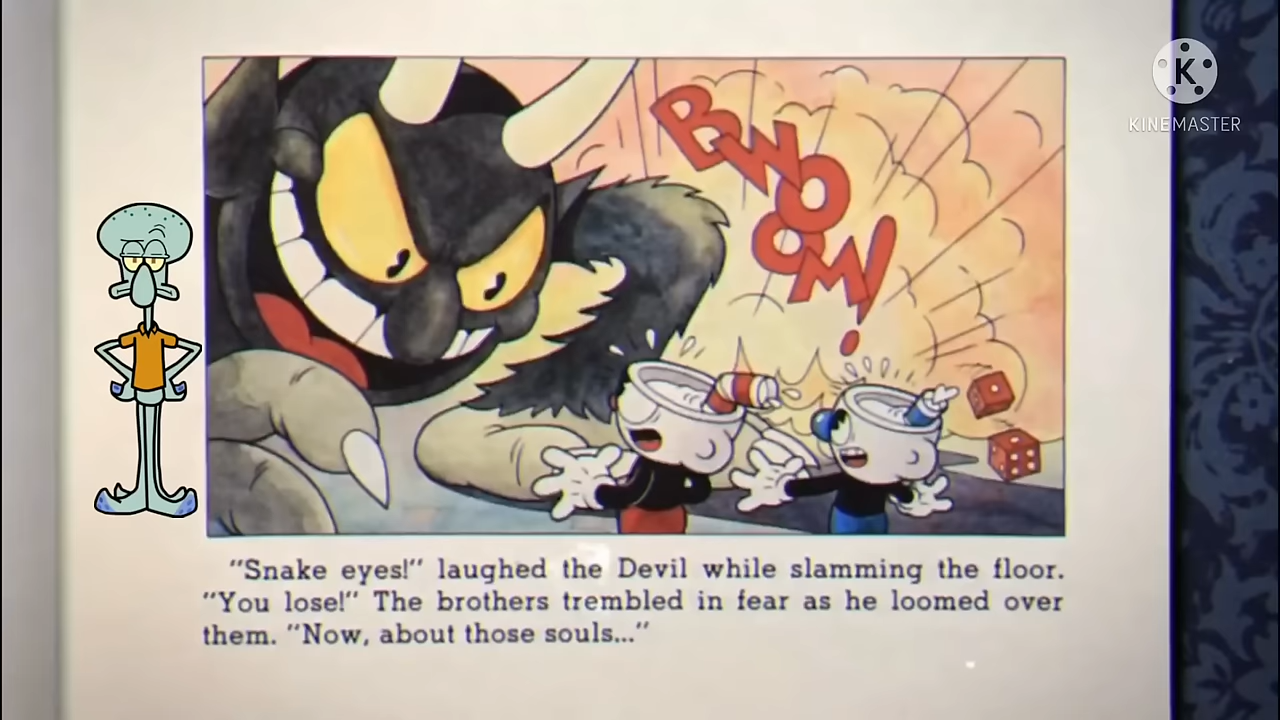 K
KINEMASTER
BWOOM!
"Snake eyes!" laughed the Devil while slamming the floor.
"You lose!" The brothers trembled in fear as he loomed over
them. "Now, about those souls..."